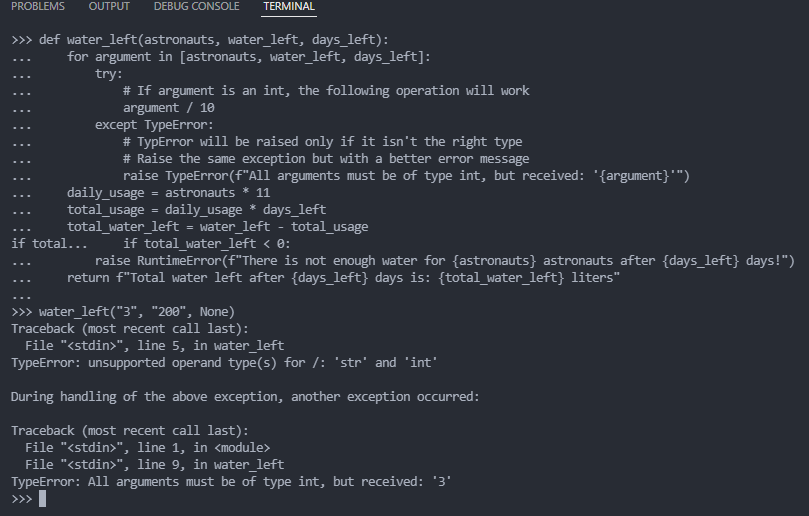 PROBLEMS OUTPUT DEBUG CONSOLE TERMINAL
>>> def water_left(astronauts, water_left, days_left):
...     for argument in [astronauts, water_left, days_left]:
...         try:
...             # If argument is an int, the following operation will work
...             argument / 10
...         except TypeError:
...             # TypError will be raised only if it isn't the right type
...             # Raise the same exception but with a better error message
...             raise TypeError(f"All arguments must be of type int, but received: '{argument}'")
...     daily_usage = astronauts * 11
...     total_usage = daily_usage * days_left
...     total_water_left = water_left - total_usage
if total...     if total_water_left < 0:
...         raise RuntimeError(f"There is not enough water for {astronauts} astronauts after {days_left} days!")
...     return f"Total water left after {days_left} days is: {total_water_left} liters"
...
>>> water_left("3", "200", None)
Traceback (most recent call last):
  File "<stdin>", line 5, in water_left
TypeError: unsupported operand type(s) for /: 'str' and 'int'
During handling of the above exception, another exception occurred:
Traceback (most recent call last):
  File "<stdin>", line 1, in <module>
  File "<stdin>", line 9, in water_left
TypeError: All arguments must be of type int, but received: '3'
>>>